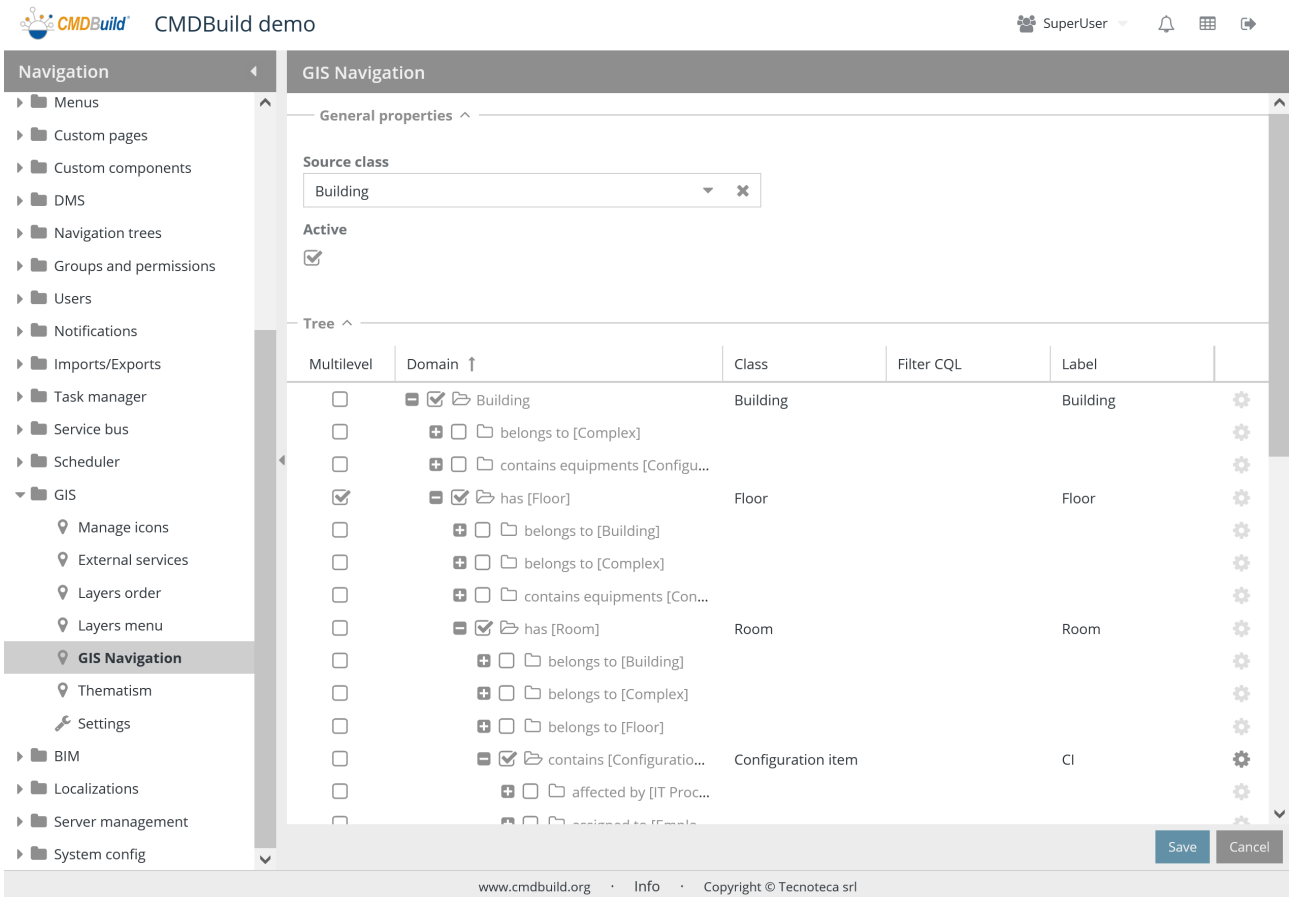 CMDBuild
CMDBuild demo
SuperUser
Navigation
Menus
Custom pages
Custom components
DMS
Navigation trees
Groups and permissions
Users
Notifications
Imports/Exports
Task manager
Service bus
Scheduler
GIS
Manage icons
External services
Layers order
Layers menu
GIS Navigation
Thematism
Settings
BIM
Localizations
Server management
System config
GIS Navigation
General properties
Source class
Building
Active
Tree
Multilevel Domain Class Filter CQL Label
Building Building Building
belongs to [Complex]
contains equipments [Configu...
has [Floor] Floor Floor
belongs to [Building]
belongs to [Complex]
contains equipments [Con...
has [Room] Room Room
belongs to [Building]
belongs to [Complex]
belongs to [Floor]
contains [Configuratio... Configuration item CI
affected by [IT Proc...
assigned to [Emplo...
Save Cancel
www.cmdbuild.org · Info · Copyright © Tecnoteca srl